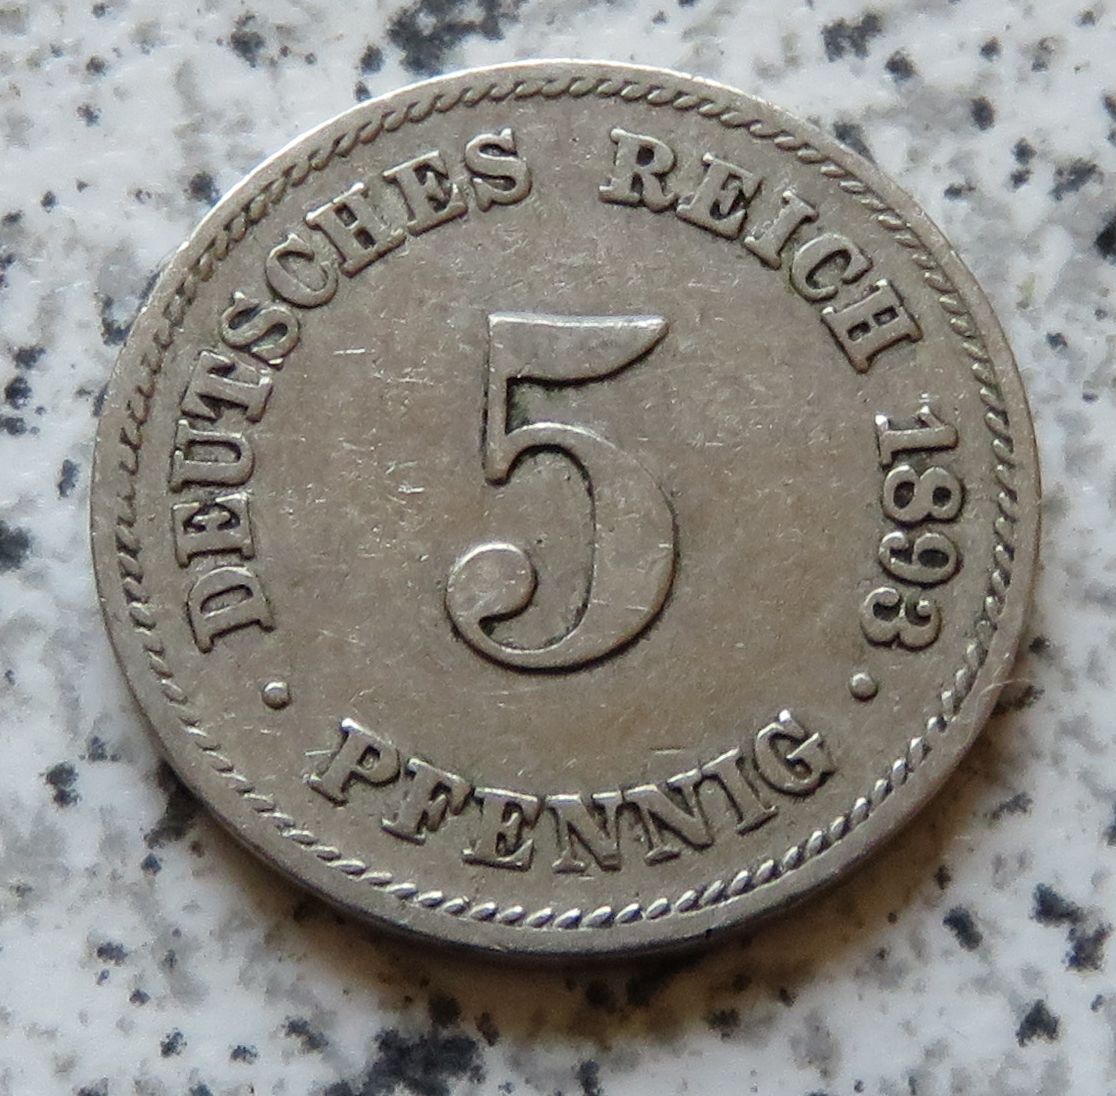 DEUTSCHES REICH 1893
5
· PFENNIG ·